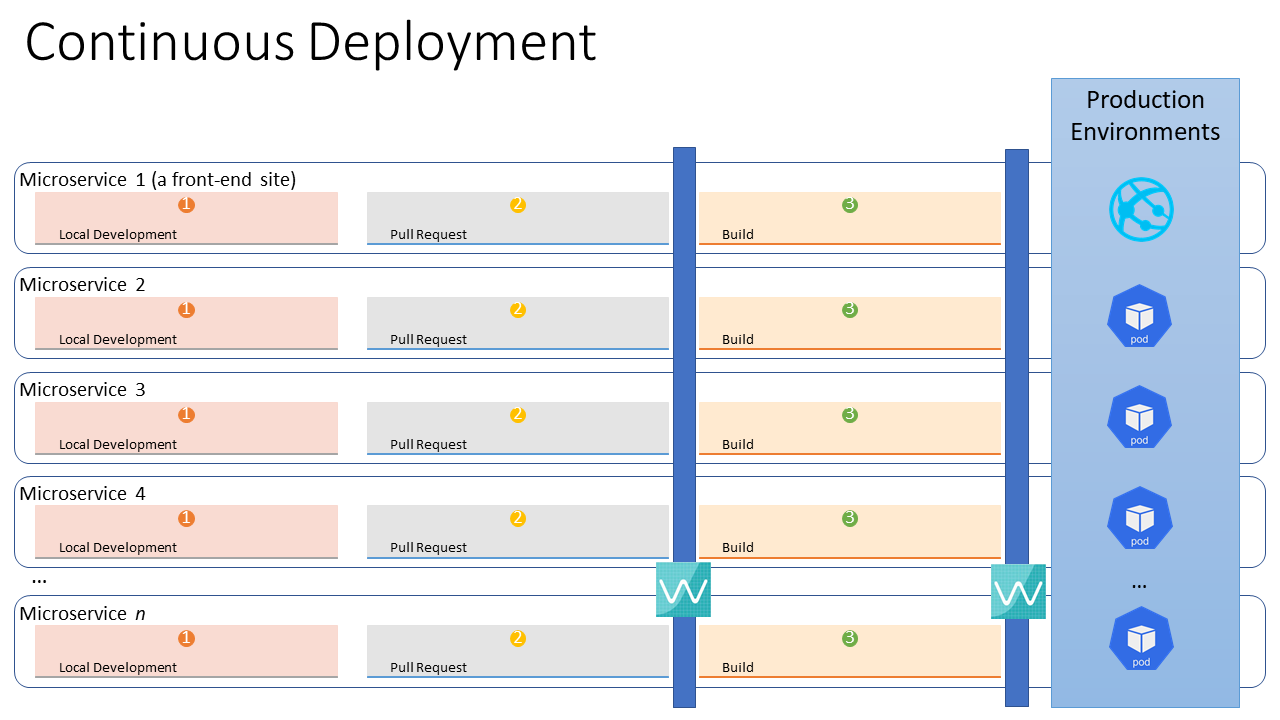 Continuous Deployment
Production
Environments
Microservice 1 (a front-end site)
1
2
3
Local Development
Pull Request
Build
Microservice 2
1
2
3
Local Development
Pull Request
Build
pod
Microservice 3
1
2
3
Local Development
Pull Request
Build
pod
Microservice 4
1
2
3
Local Development
Pull Request
Build
pod
...
...
Microservice n
1
2
3
Local Development
Pull Request
Build
pod